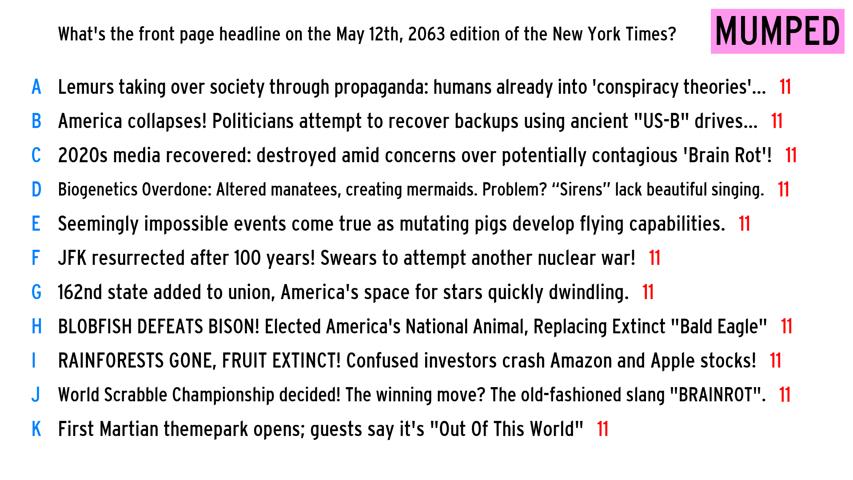 What's the front page headline on the May 12th, 2063 edition of the New York Times? MUMPED
A Lemurs taking over society through propaganda: humans already into 'conspiracy theories'... 11
B America collapses! Politicians attempt to recover backups using ancient "US-B" drives... 11
C 2020s media recovered: destroyed amid concerns over potentially contagious 'Brain Rot'! 11
D Biogenetics Overdone: Altered manatees, creating mermaids. Problem? “Sirens” lack beautiful singing. 11
E Seemingly impossible events come true as mutating pigs develop flying capabilities. 11
F JFK resurrected after 100 years! Swears to attempt another nuclear war! 11
G 162nd state added to union, America's space for stars quickly dwindling. 11
H BLOBFISH DEFEATS BISON! Elected America's National Animal, Replacing Extinct "Bald Eagle" 11
I RAINFORESTS GONE, FRUIT EXTINCT! Confused investors crash Amazon and Apple stocks! 11
J World Scrabble Championship decided! The winning move? The old-fashioned slang "BRAINROT". 11
K First Martian themepark opens; guests say it's "Out Of This World" 11